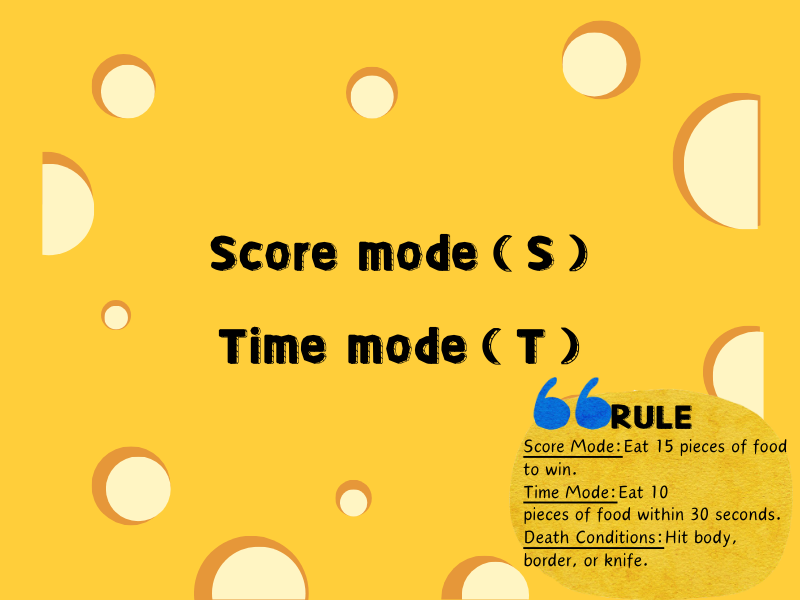 Score mode ( S )
Time mode ( T )
RULE
Score Mode:Eat 15 pieces of food
to win.
Time Mode:Eat 10
pieces of food within 30 seconds.
Death Conditions:Hit body,
border, or knife.